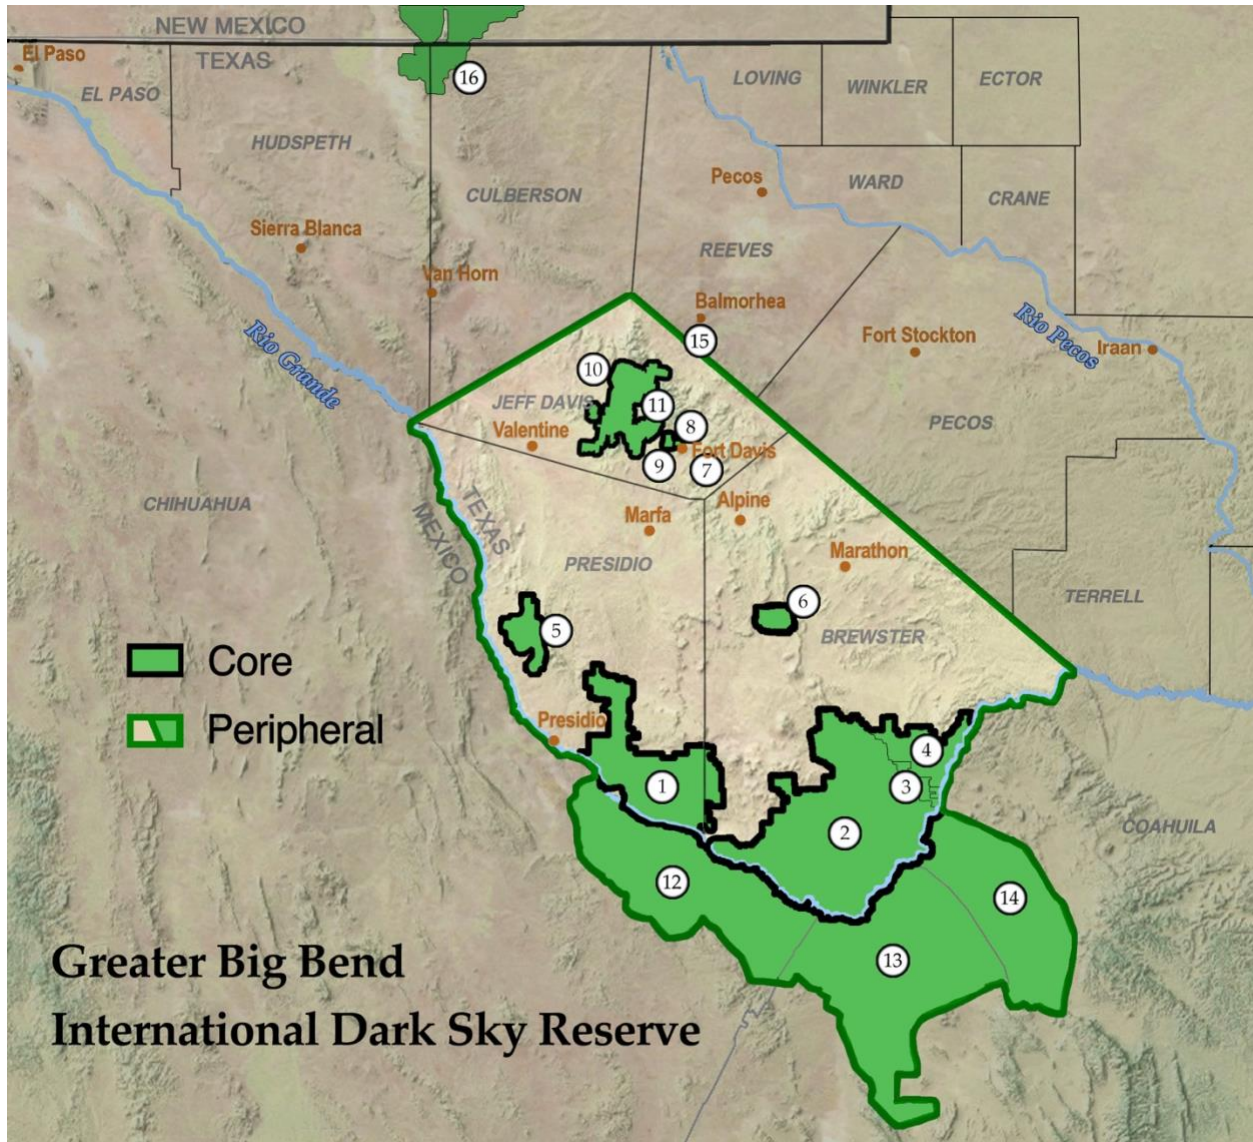 NEW MEXICO
TEXAS
El Paso
EL PASO
16
LOVING
WINKLER
ECTOR
HUDSPETH
CULBERSON
Pecos
WARD
CRANE
Sierra Blanca
REEVES
Van Horn
Balmorhea
Rio Grande
Rio Pecos
15
Fort Stockton
Iraan
10
JEFF DAVIS
11
Valentine
8
Fort Davis
9
7
PECOS
CHIHUAHUA
TEXAS
MEXICO
Marfa
Alpine
PRESIDIO
Marathon
6
TERRELL
5
BREWSTER
Core
Peripheral
Presidio
4
1
3
2
COAHUILA
12
14
13
Greater Big Bend
International Dark Sky Reserve